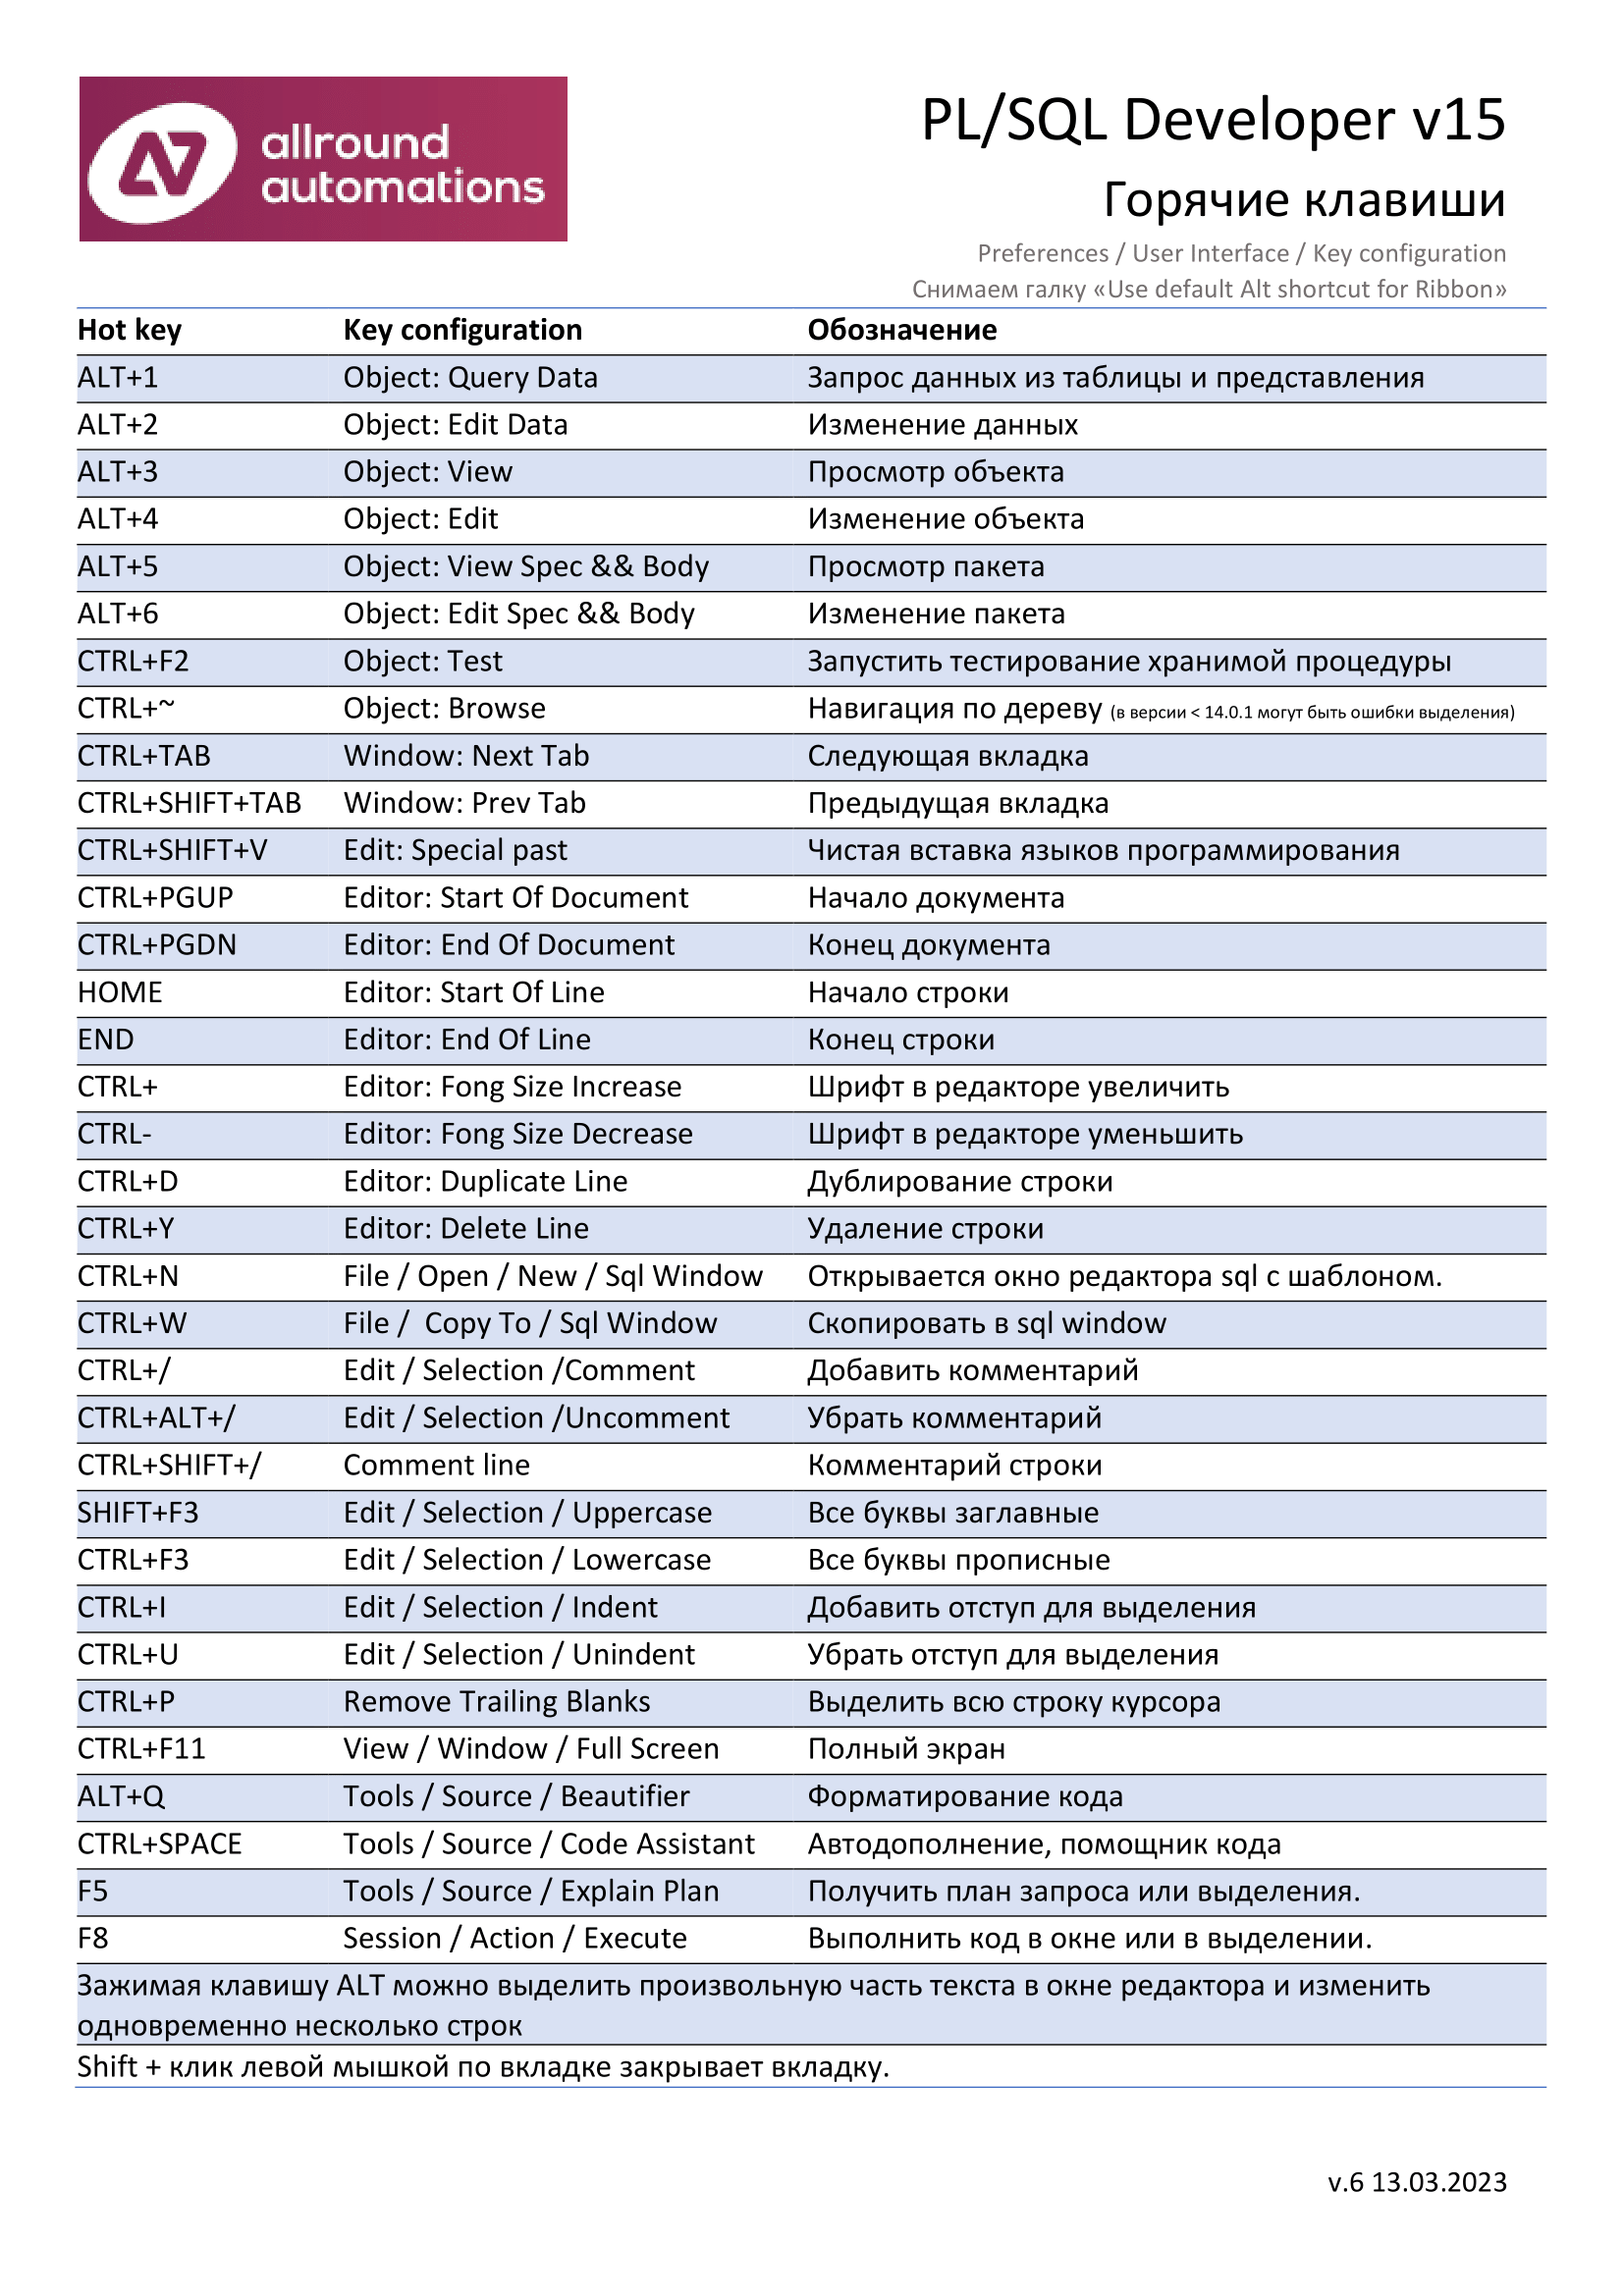 allround
automations
PL/SQL Developer v15
Горячие клавиши
Preferences / User Interface / Key configuration
Снимаем галку «Use default Alt shortcut for Ribbon»
Hot key Key configuration Обозначение
ALT+1 Object: Query Data Запрос данных из таблицы и представления
ALT+2 Object: Edit Data Изменение данных
ALT+3 Object: View Просмотр объекта
ALT+4 Object: Edit Изменение объекта
ALT+5 Object: View Spec && Body Просмотр пакета
ALT+6 Object: Edit Spec && Body Изменение пакета
CTRL+F2 Object: Test Запустить тестирование хранимой процедуры
CTRL+~ Object: Browse Навигация по дереву (в версии < 14.0.1 могут быть ошибки выделения)
CTRL+TAB Window: Next Tab Следующая вкладка
CTRL+SHIFT+TAB Window: Prev Tab Предыдущая вкладка
CTRL+SHIFT+V Edit: Special past Чистая вставка языков программирования
CTRL+PGUP Editor: Start Of Document Начало документа
CTRL+PGDN Editor: End Of Document Конец документа
HOME Editor: Start Of Line Начало строки
END Editor: End Of Line Конец строки
CTRL+ Editor: Fong Size Increase Шрифт в редакторе увеличить
CTRL- Editor: Fong Size Decrease Шрифт в редакторе уменьшить
CTRL+D Editor: Duplicate Line Дублирование строки
CTRL+Y Editor: Delete Line Удаление строки
CTRL+N File / Open / New / Sql Window Открывается окно редактора sql с шаблоном.
CTRL+W File / Copy To / Sql Window Скопировать в sql window
CTRL+/ Edit / Selection /Comment Добавить комментарий
CTRL+ALT+/ Edit / Selection /Uncomment Убрать комментарий
CTRL+SHIFT+/ Comment line Комментарий строки
SHIFT+F3 Edit / Selection / Uppercase Все буквы заглавные
CTRL+F3 Edit / Selection / Lowercase Все буквы прописные
CTRL+I Edit / Selection / Indent Добавить отступ для выделения
CTRL+U Edit / Selection / Unindent Убрать отступ для выделения
CTRL+P Remove Trailing Blanks Выделить всю строку курсора
CTRL+F11 View / Window / Full Screen Полный экран
ALT+Q Tools / Source / Beautifier Форматирование кода
CTRL+SPACE Tools / Source / Code Assistant Автодополнение, помощник кода
F5 Tools / Source / Explain Plan Получить план запроса или выделения.
F8 Session / Action / Execute Выполнить код в окне или в выделении.
Зажимая клавишу ALT можно выделить произвольную часть текста в окне редактора и изменить
одновременно несколько строк
Shift + клик левой мышкой по вкладке закрывает вкладку.
v.6 13.03.2023